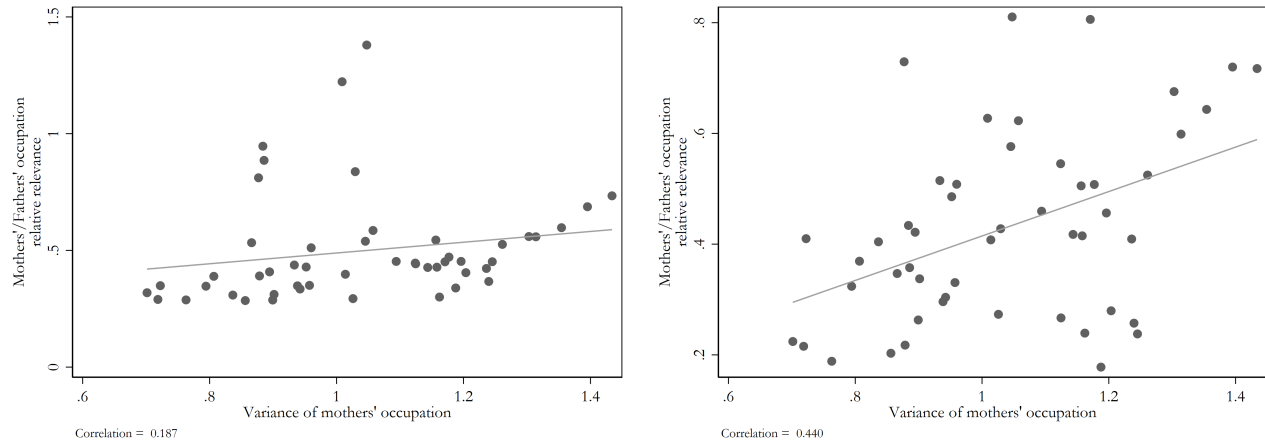 Mothers'/Fathers' occupation
relative relevance
1.5
1
.5
0
.6
.8
1
1.2
1.4
Variance of mothers' occupation
Correlation = 0.187
Mothers'/Fathers' occupation
relative relevance
.8
.6
.4
.2
.6
.8
1
1.2
1.4
Variance of mothers' occupation
Correlation = 0.440